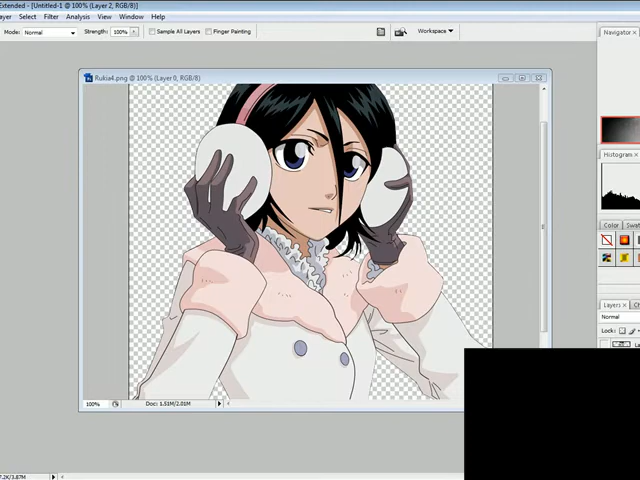 Extended - [Untitled-1 @ 100% (Layer 2, RGB/8)]
Select Filter Analysis View Window Help
Mode: Normal Strength: 100% Sample All Layers Finger Painting Workspace
Navigator
Rukia4.png @ 100% (Layer 0, RGB/8)
Histogram
Color Swat
Layers
Normal
Lock:
100% Doc: 1.51M/2.01M